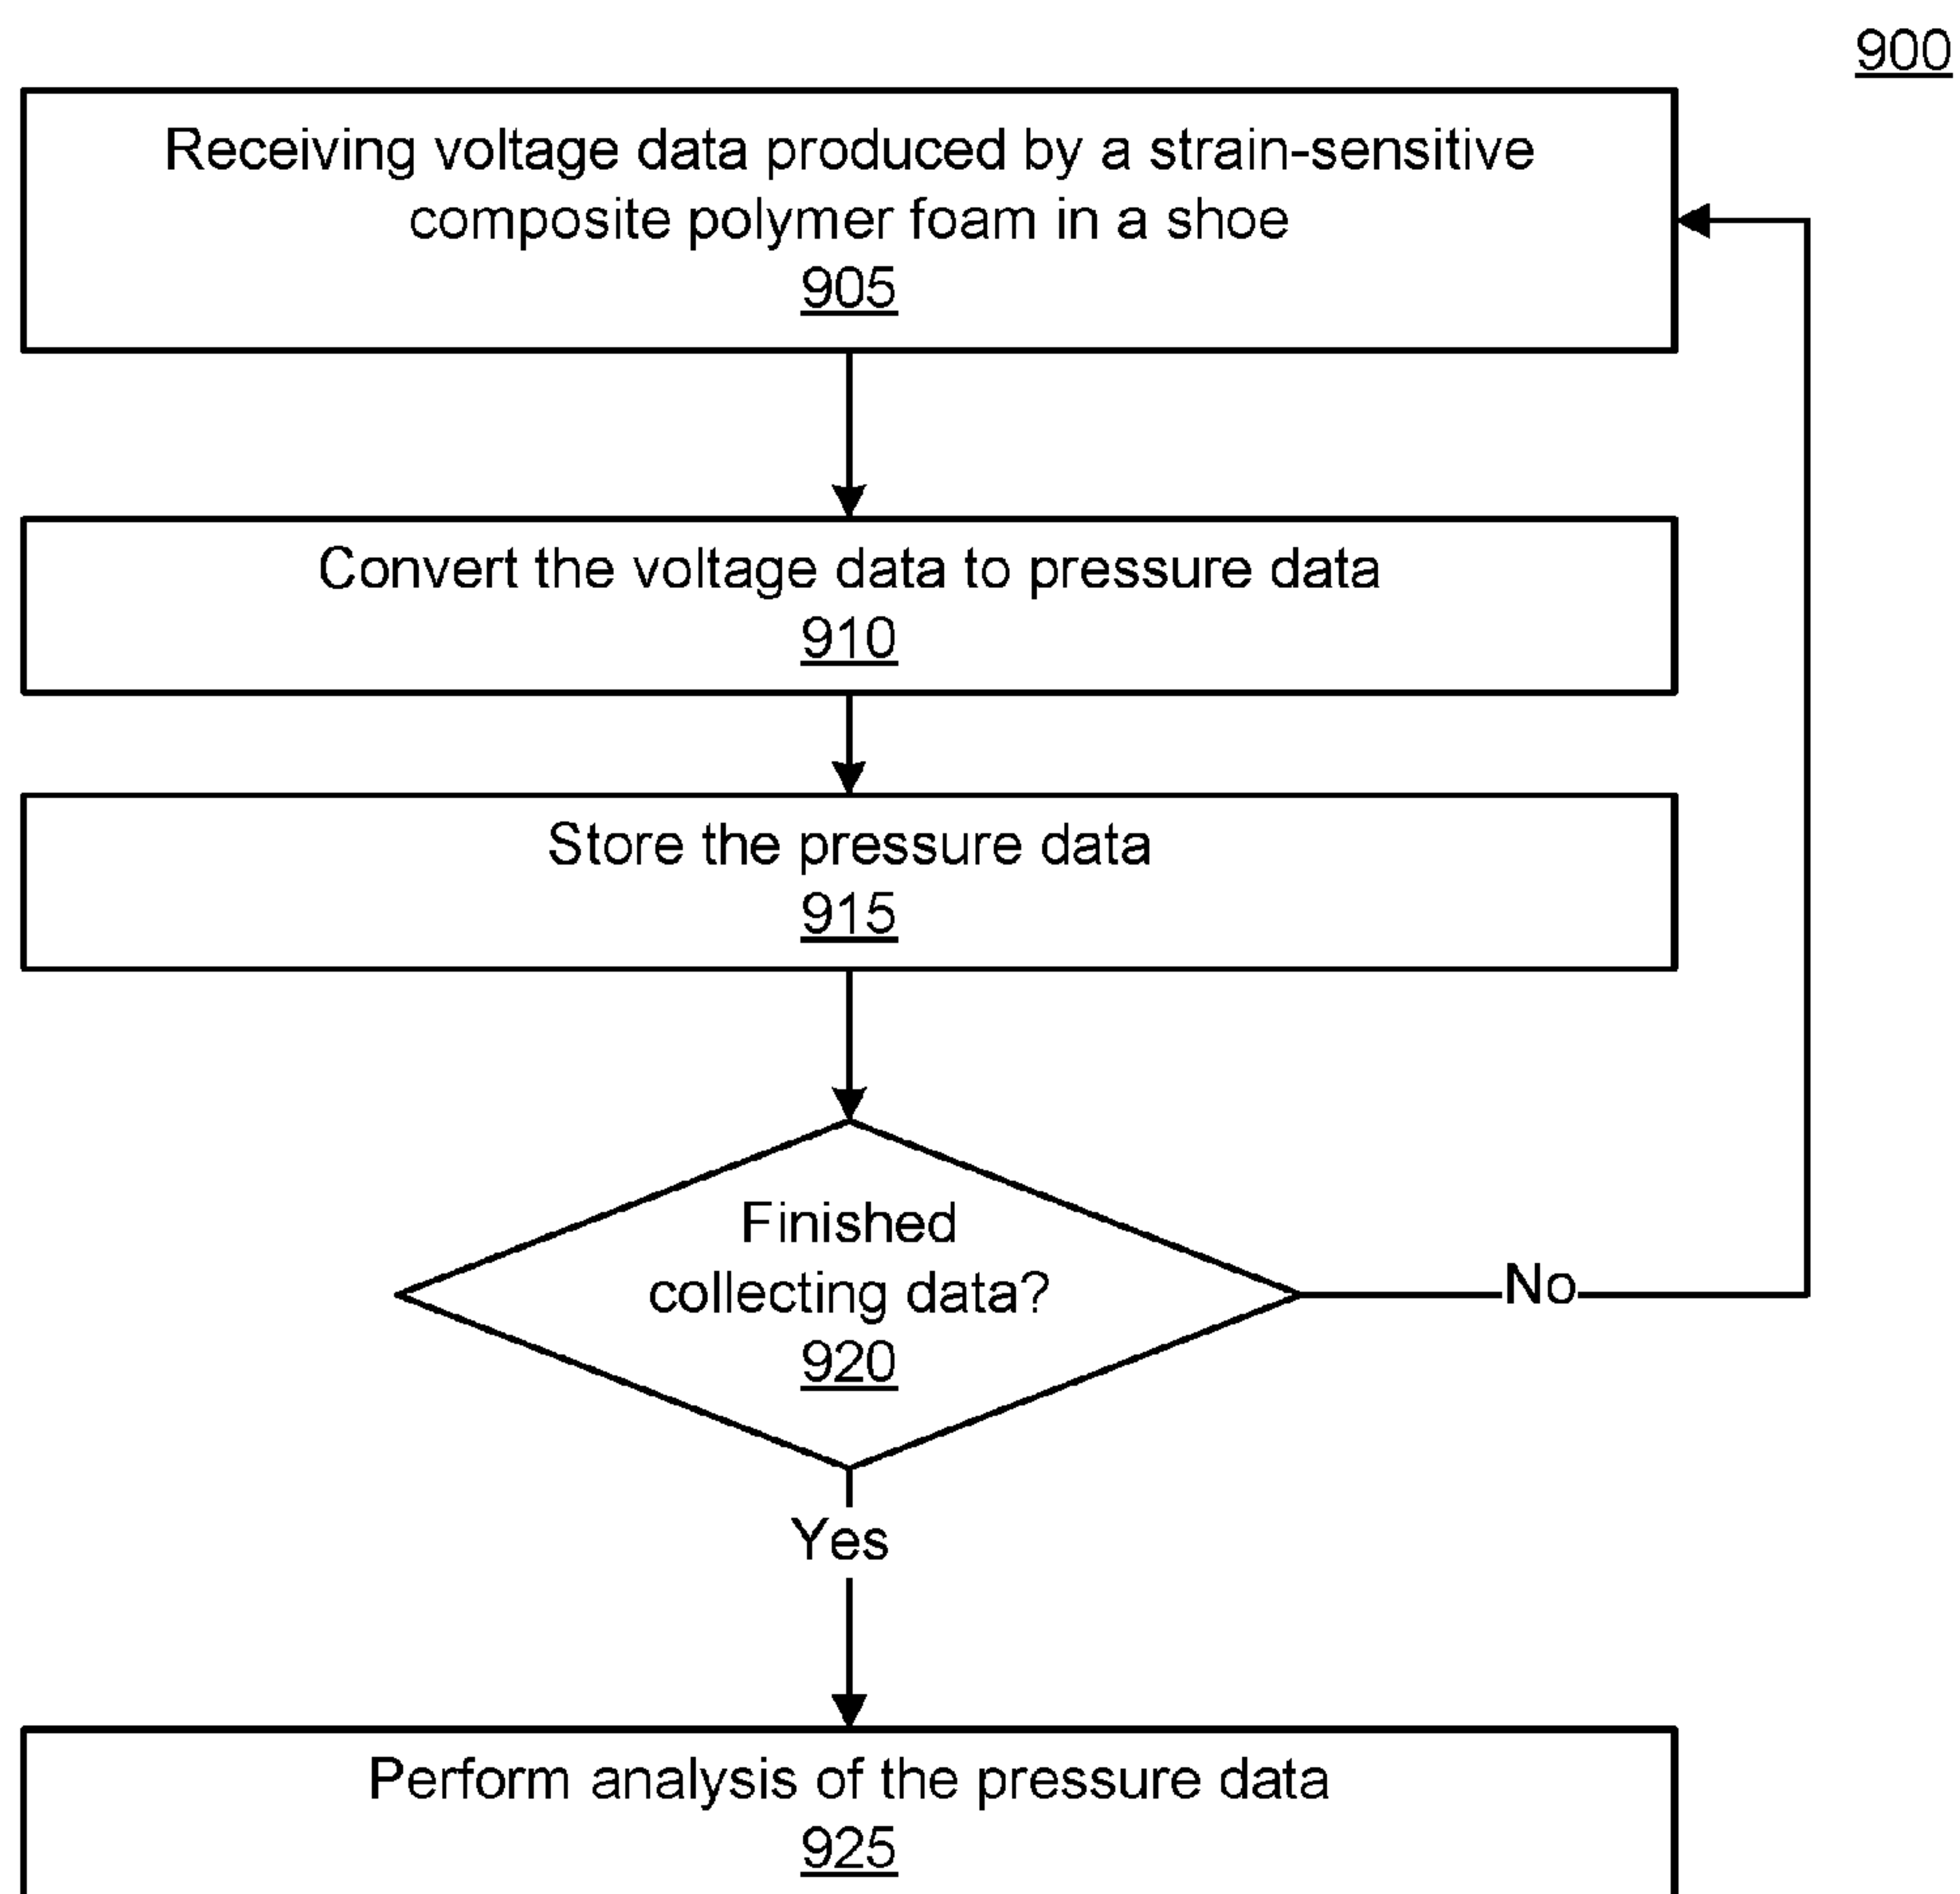 900
Receiving voltage data produced by a strain-sensitive
composite polymer foam in a shoe
905
Convert the voltage data to pressure data
910
Store the pressure data
915
Finished
collecting data?
920
No
Yes
Perform analysis of the pressure data
925